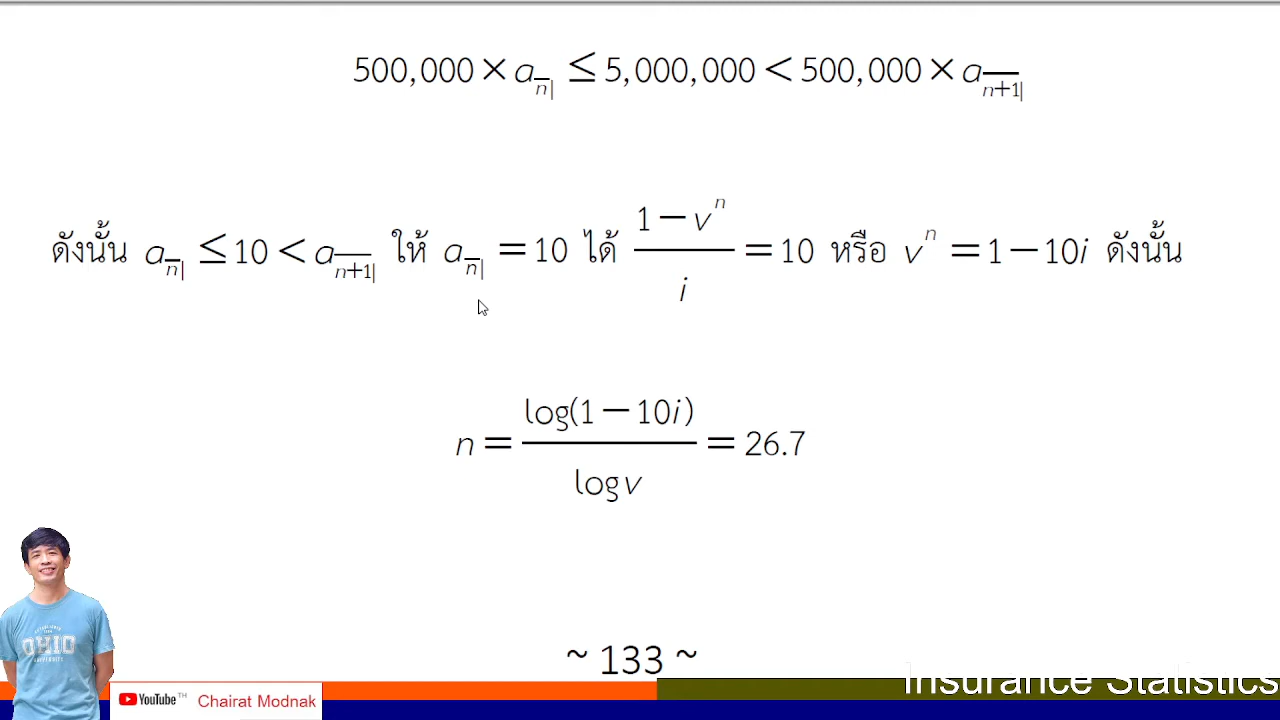 500,000 × a_n̅| ≤ 5,000,000 < 500,000 × a_n+1|
ดังนั้น a_n̅| ≤ 10 < a_n+1| ให้ a_n̅| = 10 ได้ (1 − v^n)/i = 10 หรือ v^n = 1 − 10i ดังนั้น
n = log(1 − 10i)/log v = 26.7
~ 133 ~
OHIO
YouTube TH Chairat Modnak
Insurance Statistics